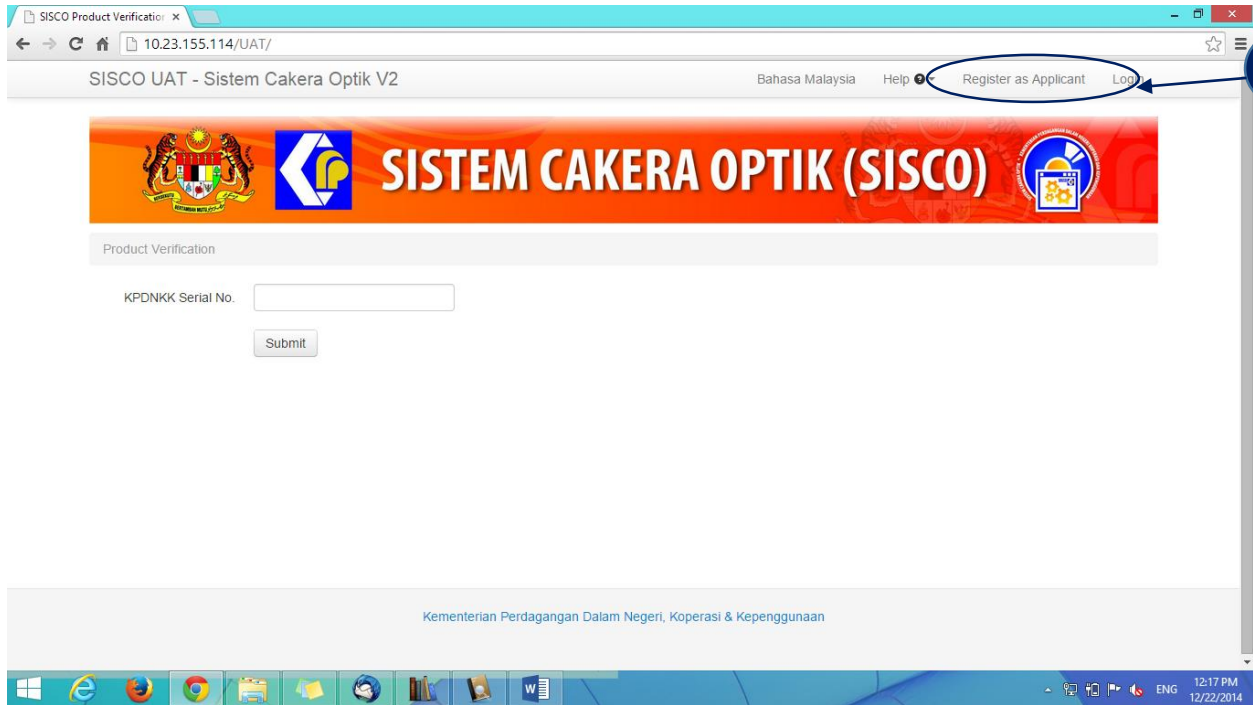 SISCO Product Verification
10.23.155.114/UAT/
SISCO UAT - Sistem Cakera Optik V2
Bahasa Malaysia
Help
Register as Applicant
Login
SISTEM CAKERA OPTIK (SISCO)
Product Verification
KPDNKK Serial No.
Submit
Kementerian Perdagangan Dalam Negeri, Koperasi & Kepenggunaan
ENG
12:17 PM
12/22/2014